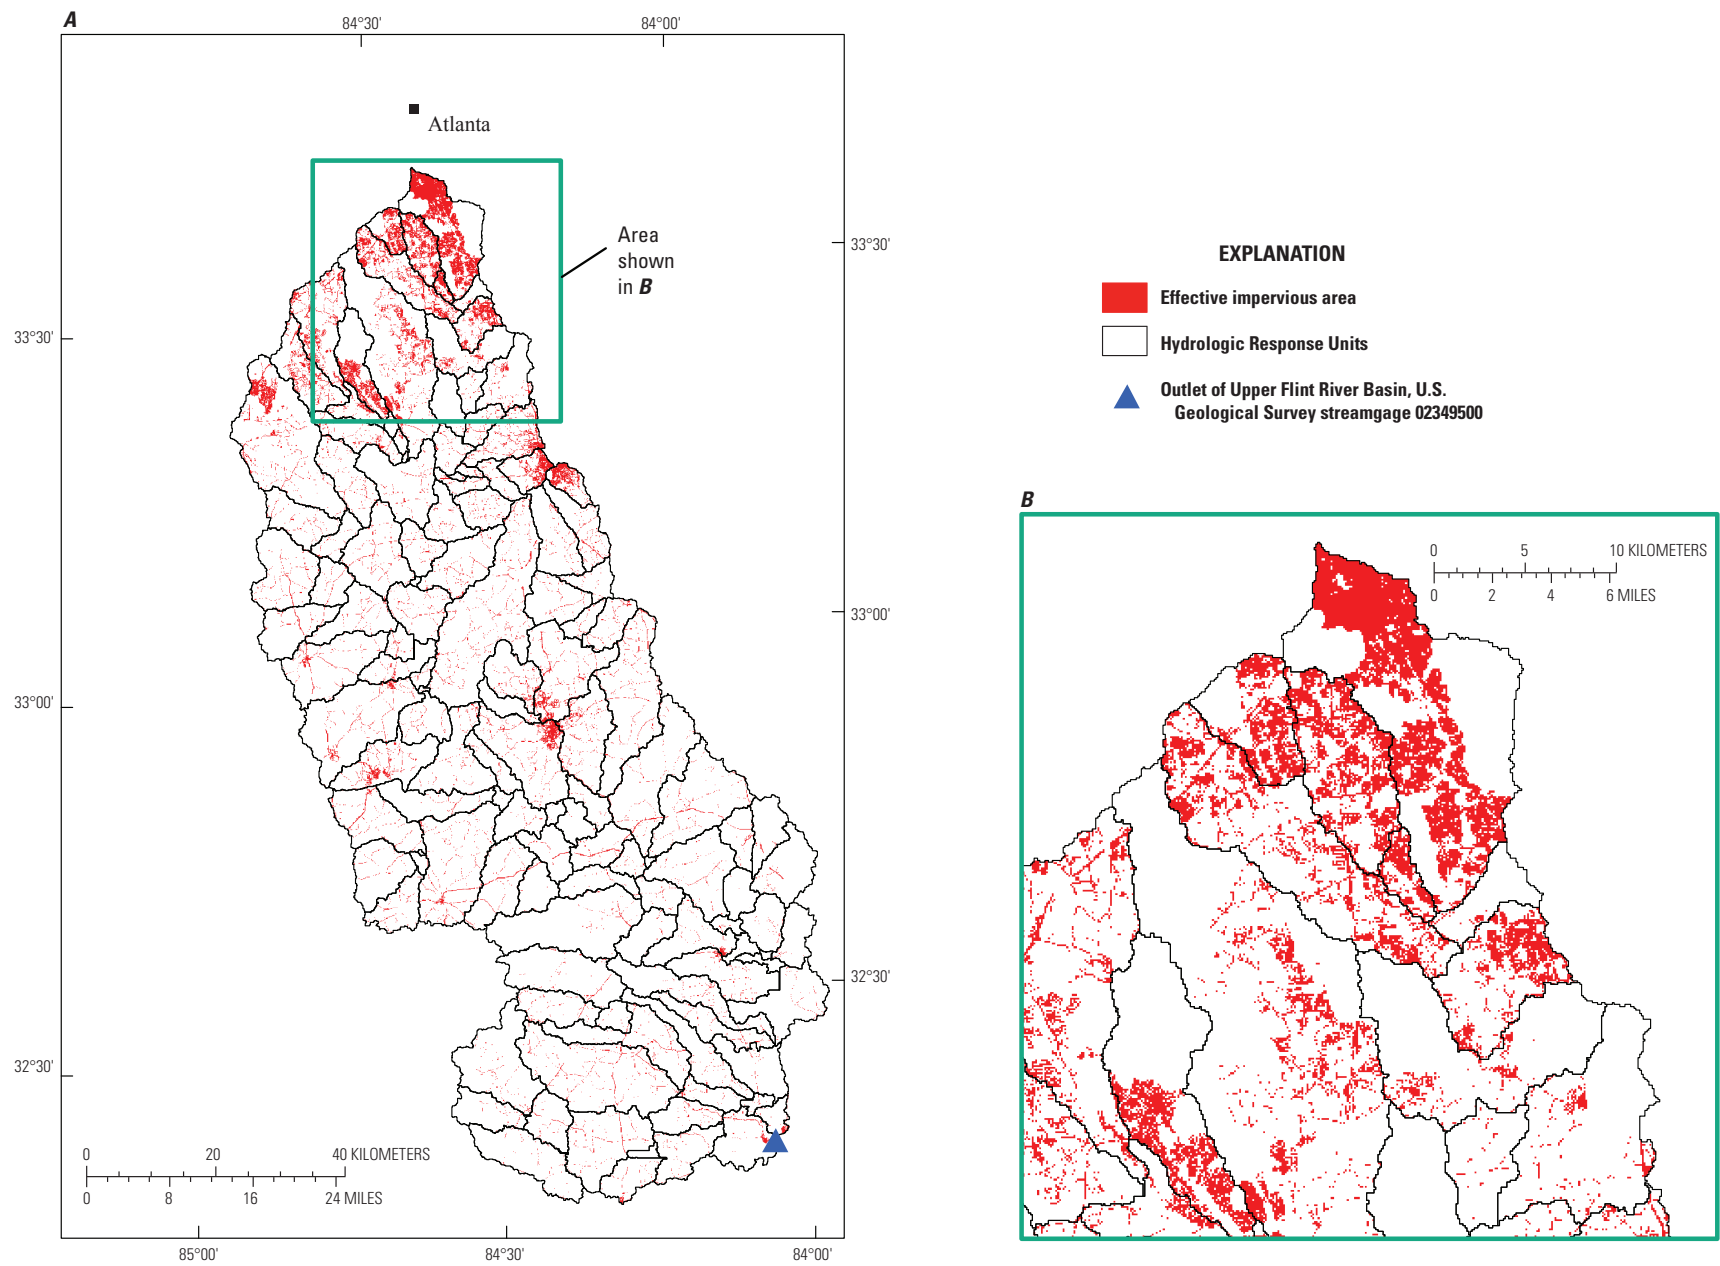 A
84°30'
84°00'
Atlanta
Area
shown
in B
33°30'
33°30'
33°00'
33°00'
32°30'
32°30'
0 20 40 KILOMETERS
0 8 16 24 MILES
85°00'
84°30'
84°00'
EXPLANATION
Effective impervious area
Hydrologic Response Units
Outlet of Upper Flint River Basin, U.S.
Geological Survey streamgage 02349500
B
0 5 10 KILOMETERS
0 2 4 6 MILES